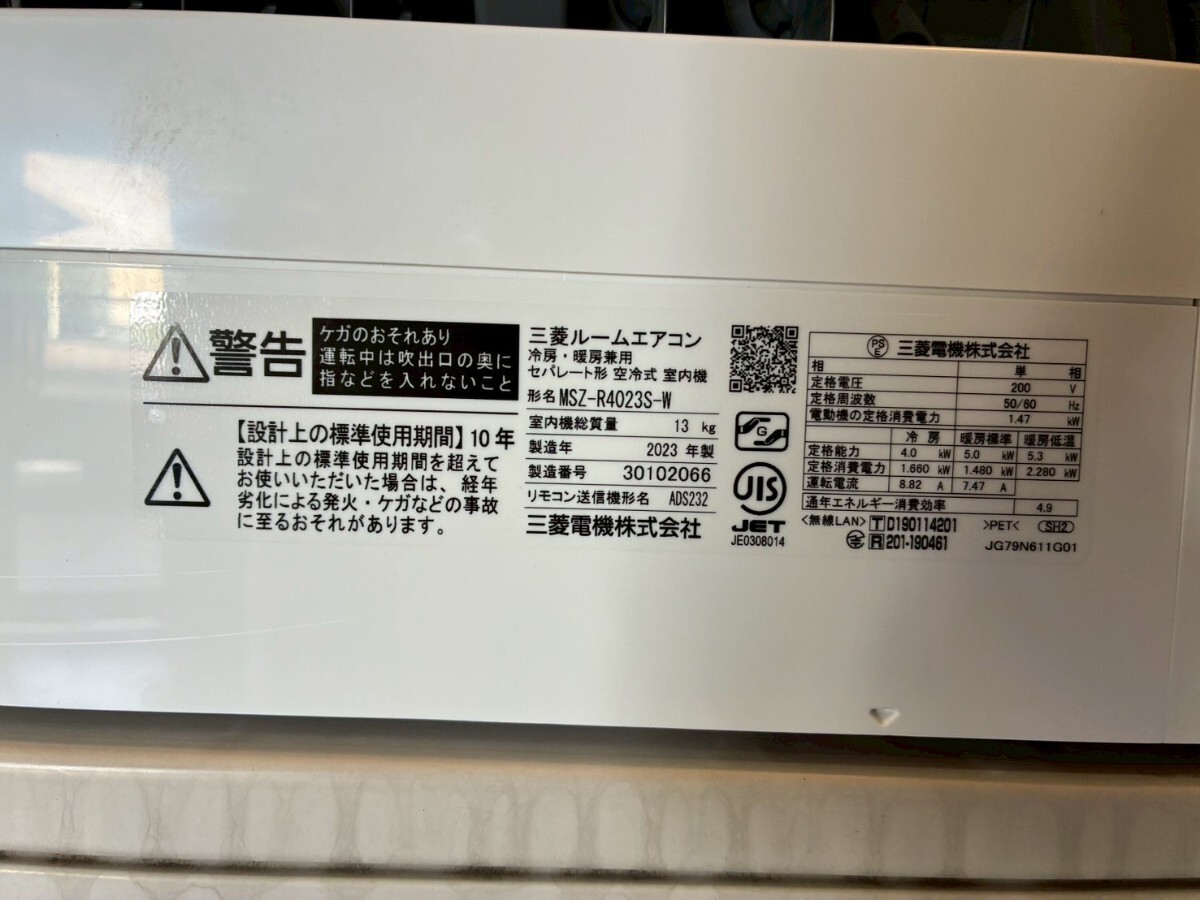 警告
ケガのおそれあり
運転中は吹出口の奥に
指などを入れないこと
【設計上の標準使用期間】10年
設計上の標準使用期間を超えて
お使いいただいた場合は、経年
劣化による発火・ケガなどの事故
に至るおそれがあります。
三菱ルームエアコン
冷房・暖房兼用
セパレート形 空冷式 室内機
形名 MSZ-R4023S-W
室内機総質量 13 kg
製造年 2023 年製
製造番号 30102066
リモコン送信機形名 ADS232
三菱電機株式会社
G
JIS
JET
JE0308014
PSE 三菱電機株式会社
相 単 相
定格電圧 200 V
定格周波数 50/60 Hz
電動機の定格消費電力 1.47 kW
冷 房 暖房標準 暖房低温
定格能力 4.0 kW 5.0 kW 5.3 kW
定格消費電力 1.660 kW 1.480 kW 2.280 kW
運転電流 8.82 A 7.47 A
通年エネルギー消費効率 4.9
<無線LAN> T D190114201 >PET< SH2
R 201-190461 JG79N611G01